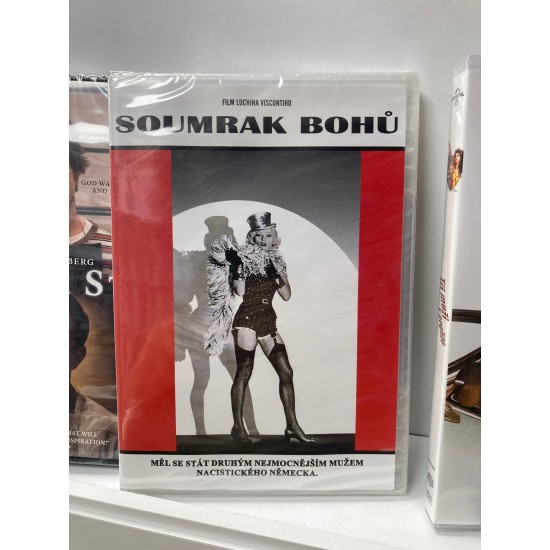 FILM LUCHINA VISCONTIHO
SOUMRAK BOHŮ
MĚL SE STÁT DRUHÝM NEJMOCNĚJŠÍM MUŽEM
NACISTICKÉHO NĚMECKA.
GOD WA
AND
BERG
S
HAT WILL
SPIRATION!"